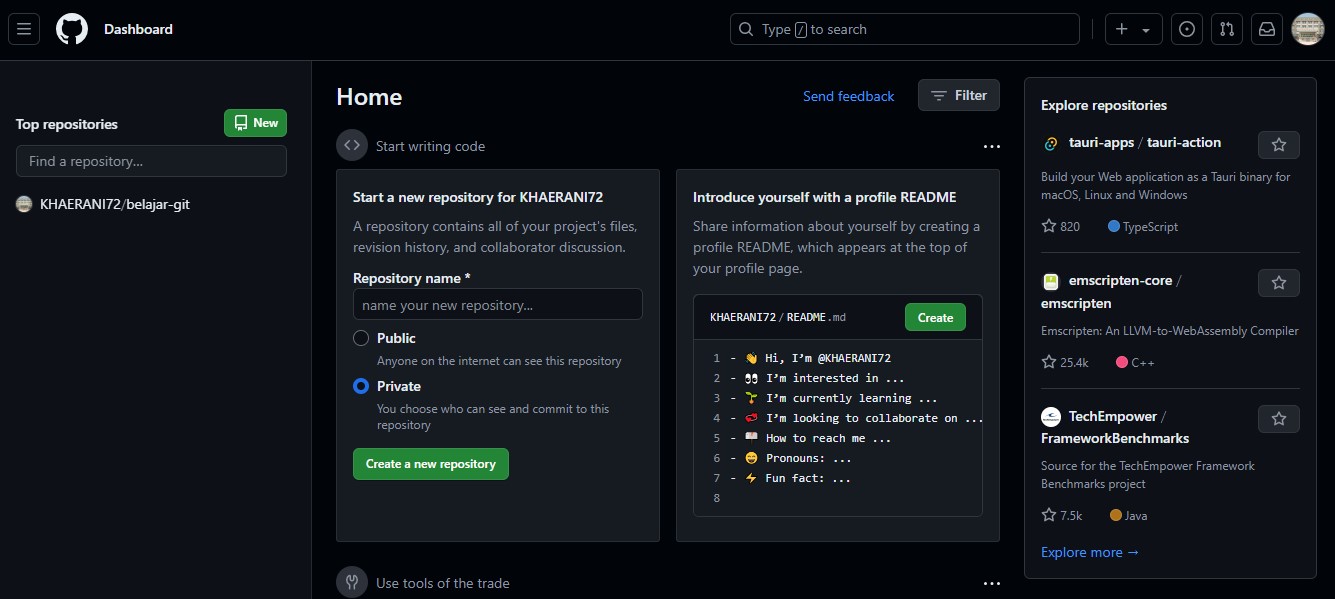 Dashboard
Type / to search
Top repositories
New
Find a repository...
KHAERANI72/belajar-git
Home
Send feedback
Filter
Start writing code
Start a new repository for KHAERANI72
A repository contains all of your project's files,
revision history, and collaborator discussion.
Repository name *
name your new repository...
Public
Anyone on the internet can see this repository
Private
You choose who can see and commit to this
repository
Create a new repository
Introduce yourself with a profile README
Share information about yourself by creating a
profile README, which appears at the top of
your profile page.
KHAERANI72 / README.md
Create
1 - 👋 Hi, I’m @KHAERANI72
2 - 👀 I’m interested in ...
3 - 🌱 I’m currently learning ...
4 - 💞️ I’m looking to collaborate on ...
5 - 📫 How to reach me ...
6 - 😄 Pronouns: ...
7 - ⚡ Fun fact: ...
8
Use tools of the trade
Explore repositories
tauri-apps / tauri-action
Build your Web application as a Tauri binary for
macOS, Linux and Windows
820 TypeScript
emscripten-core /
emscripten
Emscripten: An LLVM-to-WebAssembly Compiler
25.4k C++
TechEmpower /
FrameworkBenchmarks
Source for the TechEmpower Framework
Benchmarks project
7.5k Java
Explore more →